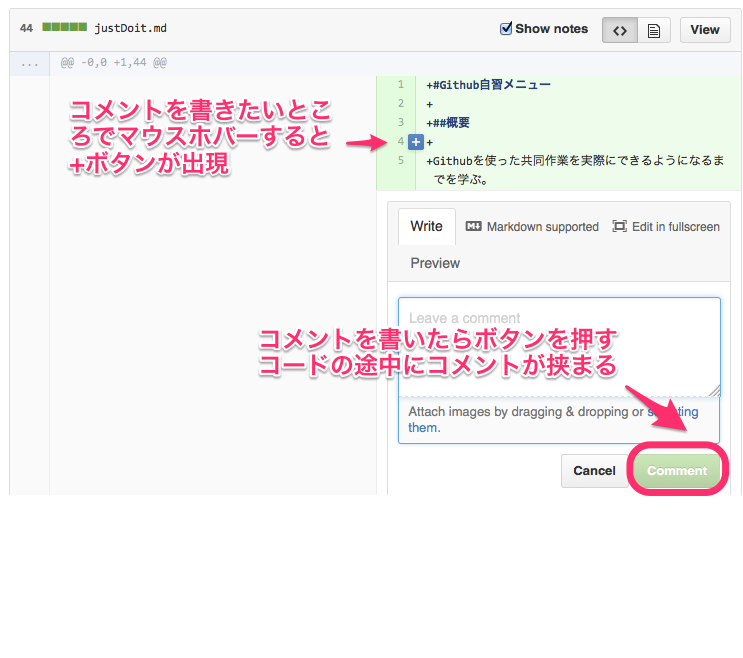 44 justDoit.md Show notes <> View
... @@ -0,0 +1,44 @@
1 +#Github自習メニュー
2 +
3 +##概要
4 + +
5 +Githubを使った共同作業を実際にできるようになるま
でを学ぶ。
コメントを書きたいとこ
ろでマウスホバーすると
+ボタンが出現
Write Markdown supported Edit in fullscreen
Preview
Leave a comment
コメントを書いたらボタンを押す
コードの途中にコメントが挟まる
Attach images by dragging & dropping or
them.
Cancel Comment